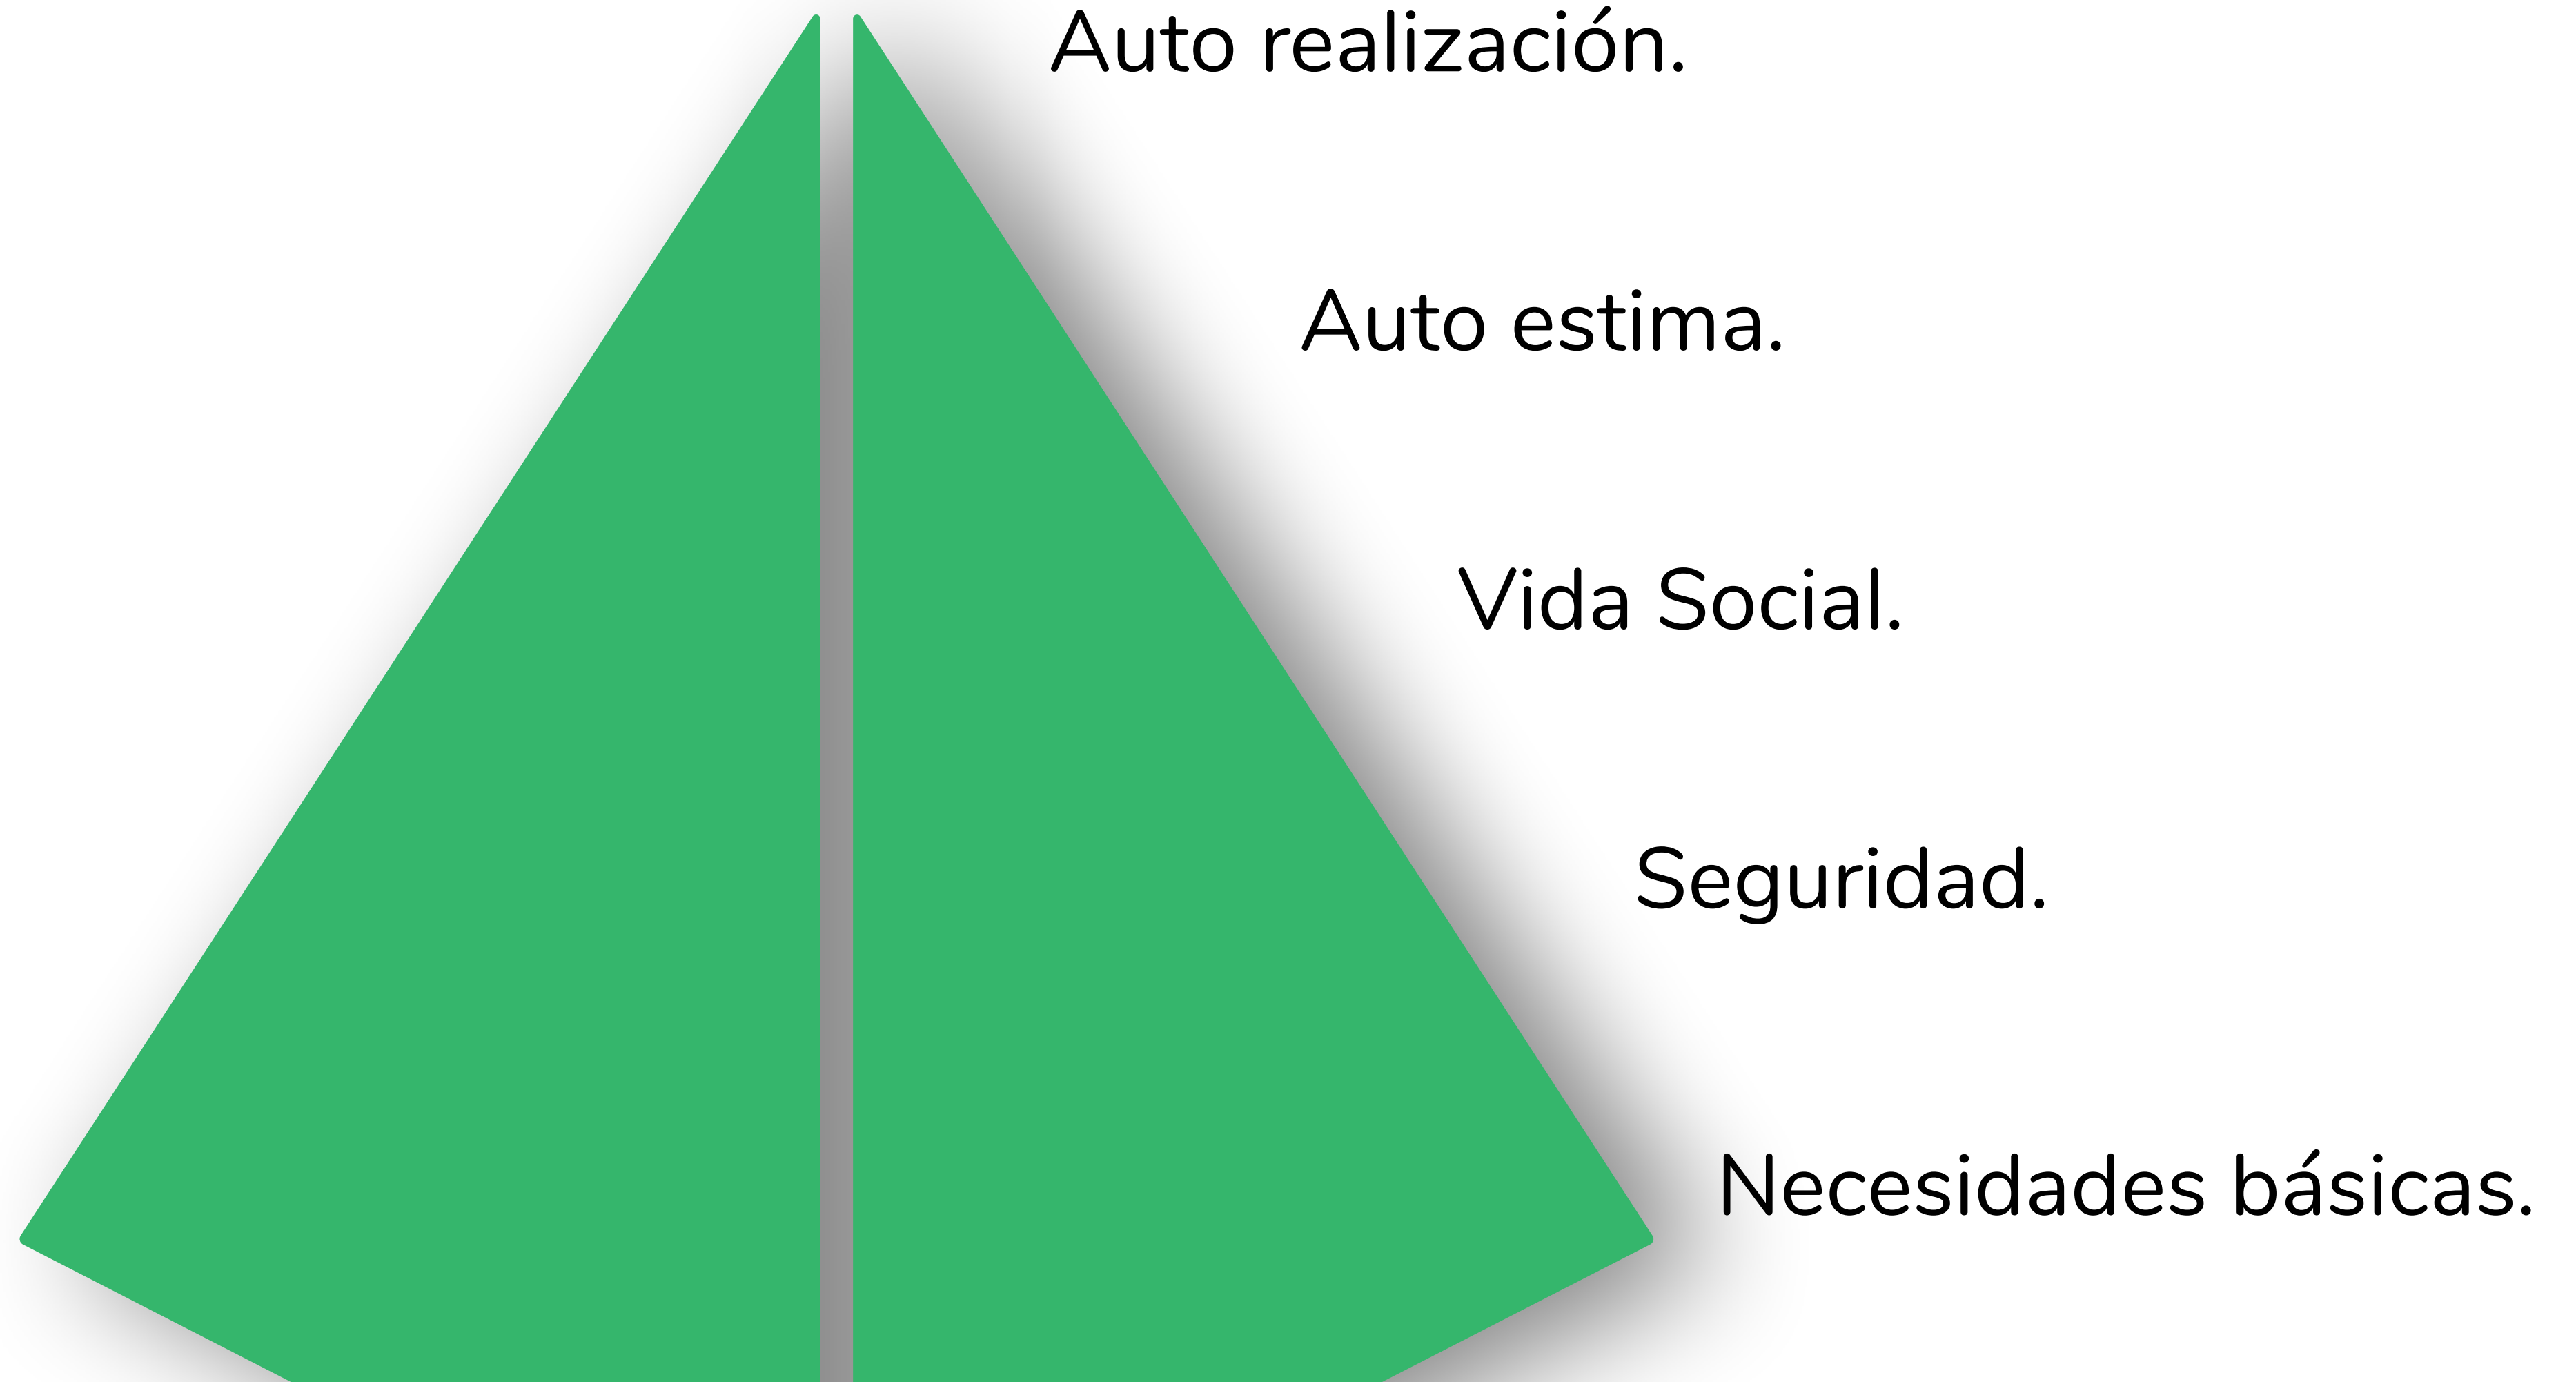 Auto realización.
Auto estima.
Vida Social.
Seguridad.
Necesidades básicas.